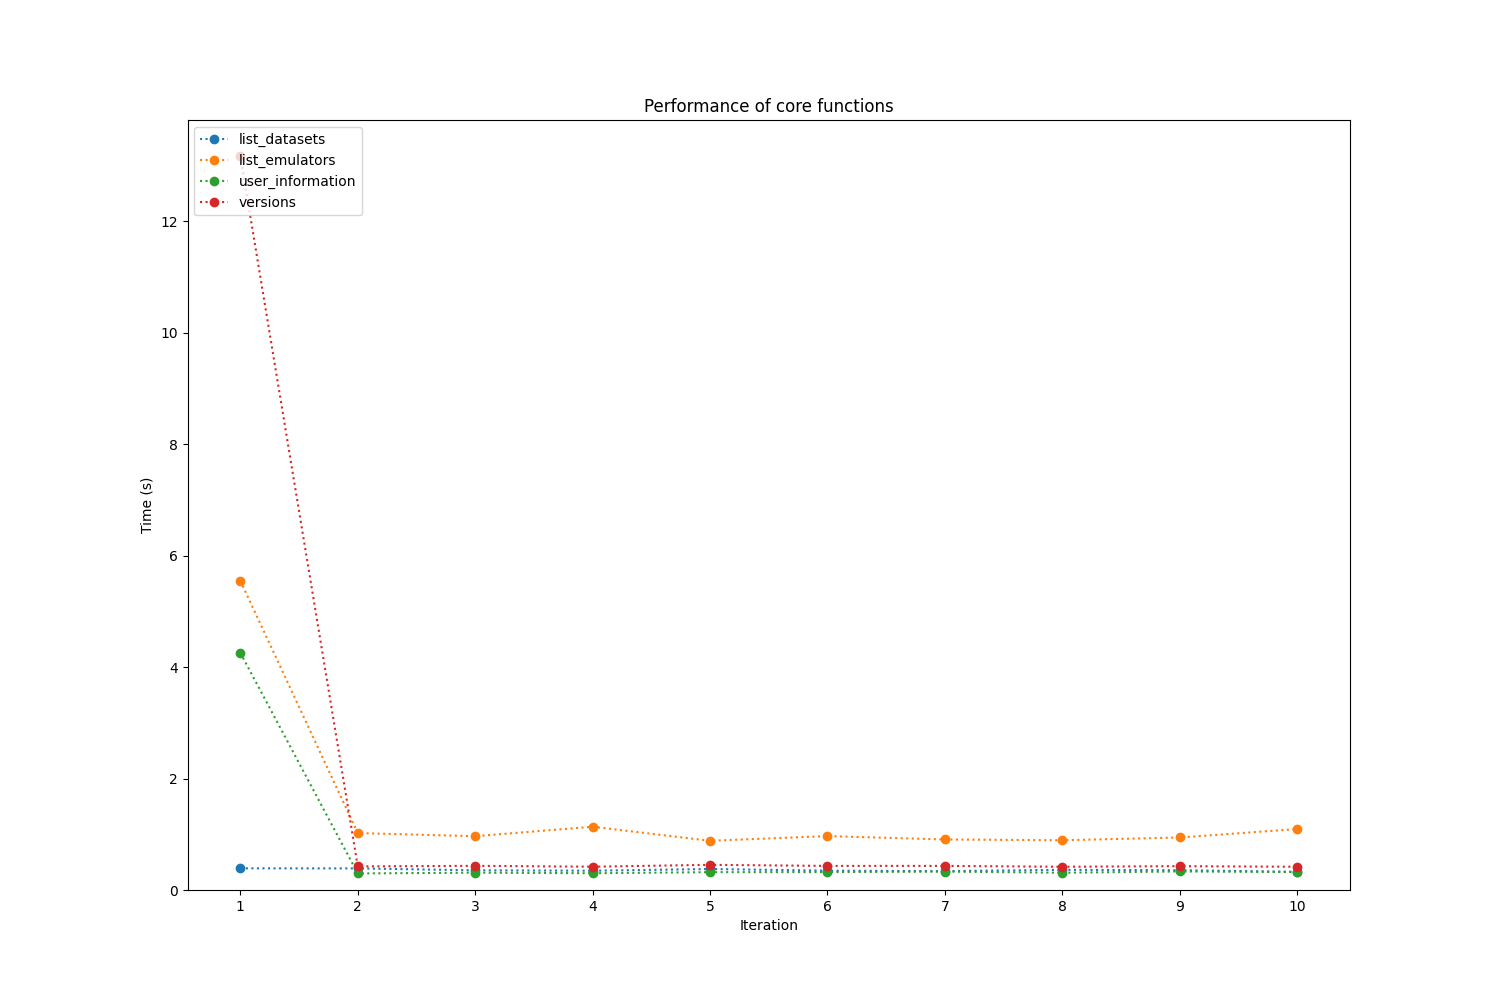 Performance of core functions
list_datasets
list_emulators
user_information
versions
12
10
8
6
4
2
0
Time (s)
1 2 3 4 5 6 7 8 9 10
Iteration